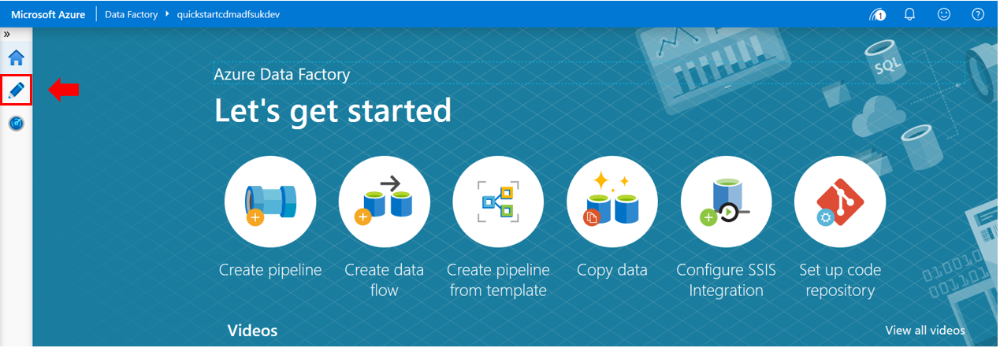 Microsoft Azure Data Factory quickstartcdmadfsukdev 1
»
SQL
Azure Data Factory
Let's get started
Create pipeline
Create data
flow
Create pipeline
from template
Copy data
Configure SSIS
Integration
Set up code
repository
Videos
View all videos